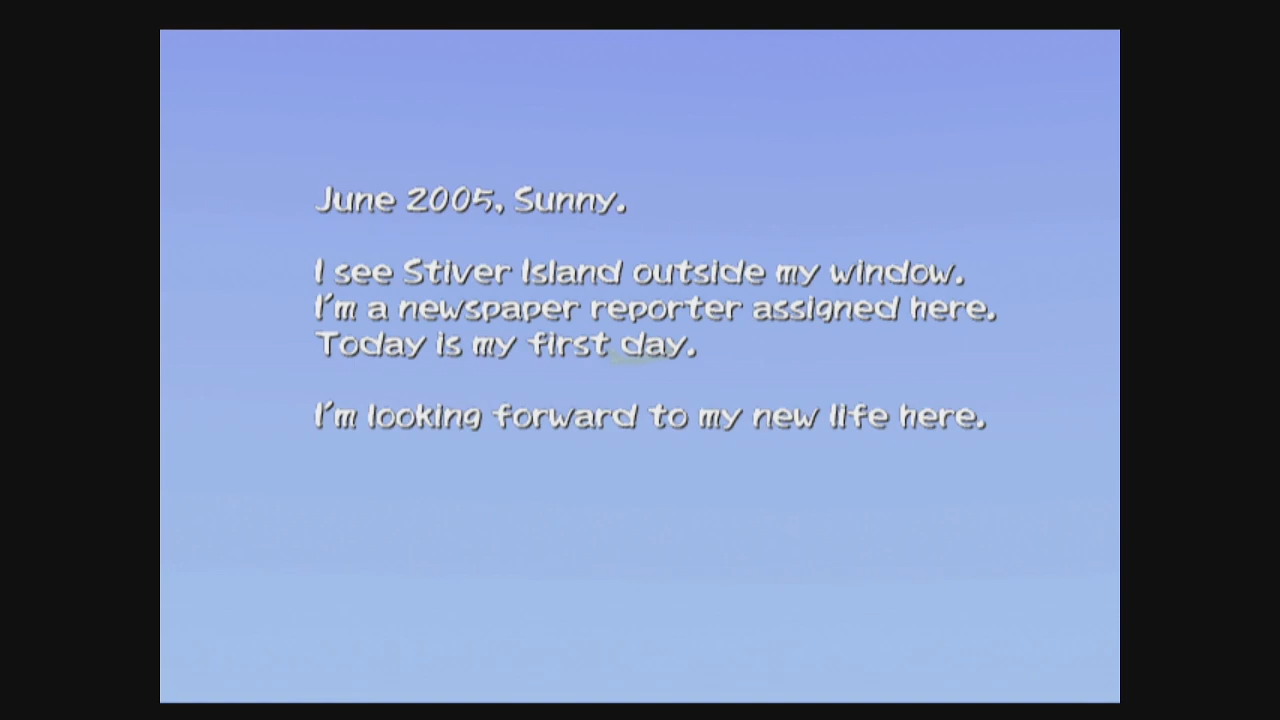 June 2005, Sunny.
I see Stiver Island outside my window.
I'm a newspaper reporter assigned here.
Today is my first day.
I'm looking forward to my new life here.